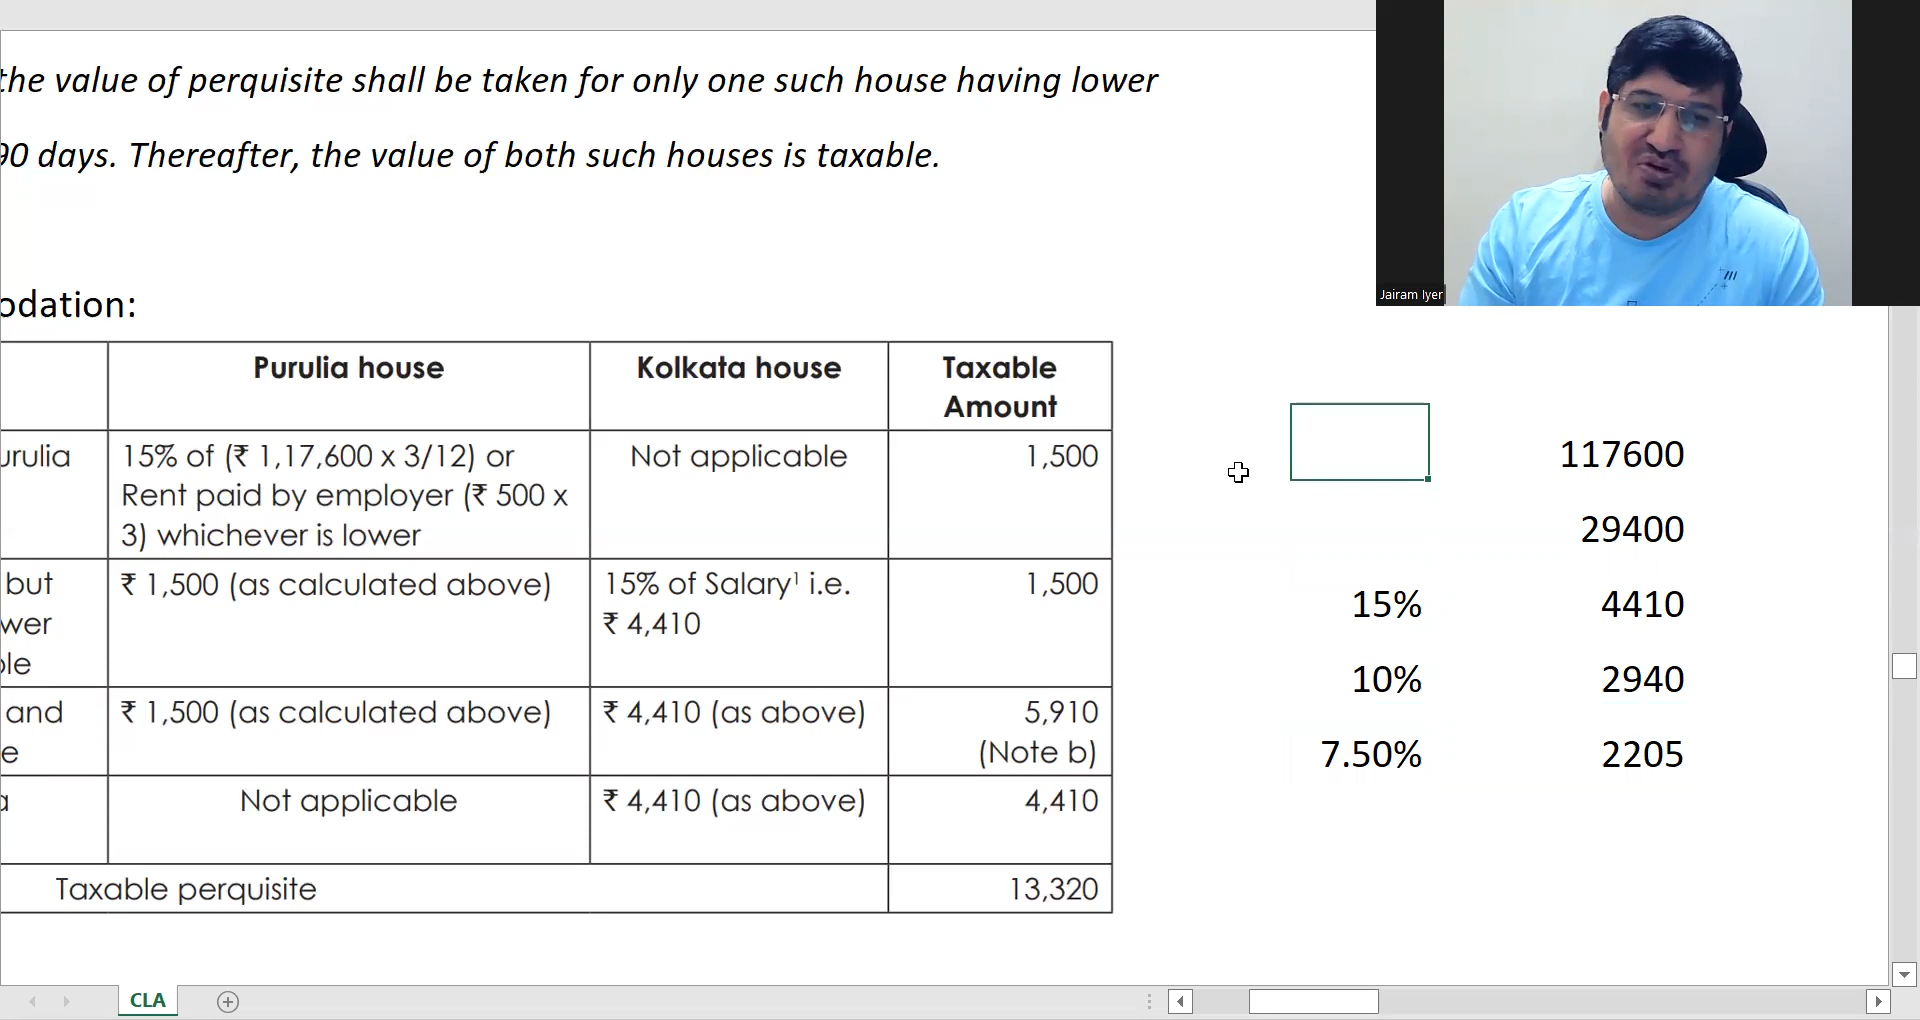 the value of perquisite shall be taken for only one such house having lower
90 days. Thereafter, the value of both such houses is taxable.
Jairam Iyer
odation:
Purulia house
Kolkata house
Taxable
Amount
urulia
15% of (₹ 1,17,600 x 3/12) or
Rent paid by employer (₹ 500 x
3) whichever is lower
Not applicable
1,500
but
wer
ole
₹ 1,500 (as calculated above)
15% of Salary¹ i.e.
₹ 4,410
1,500
and
e
₹ 1,500 (as calculated above)
₹ 4,410 (as above)
5,910
(Note b)
a
Not applicable
₹ 4,410 (as above)
4,410
Taxable perquisite
13,320
117600
29400
15% 4410
10% 2940
7.50% 2205
CLA